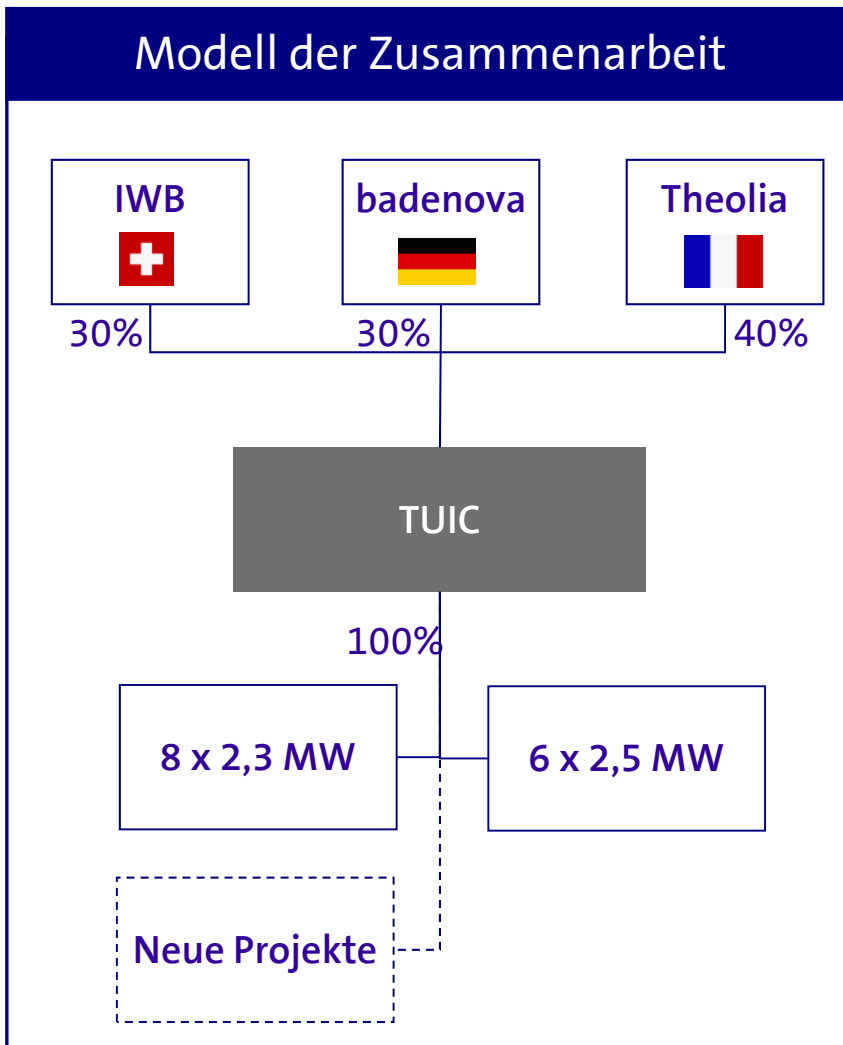 Modell der Zusammenarbeit
IWB
badenova
Theolia
30%
30%
40%
TUIC
100%
8 x 2,3 MW
6 x 2,5 MW
Neue Projekte